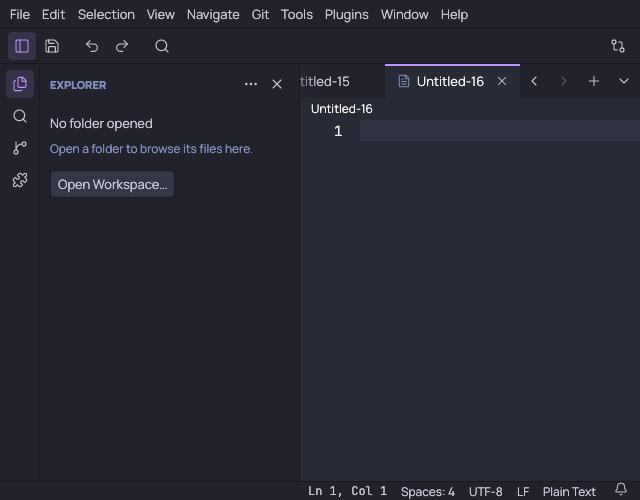 File Edit Selection View Navigate Git Tools Plugins Window Help
EXPLORER
No folder opened
Open a folder to browse its files here.
Open Workspace...
titled-15 Untitled-16
Untitled-16
1
Ln 1, Col 1 Spaces: 4 UTF-8 LF Plain Text